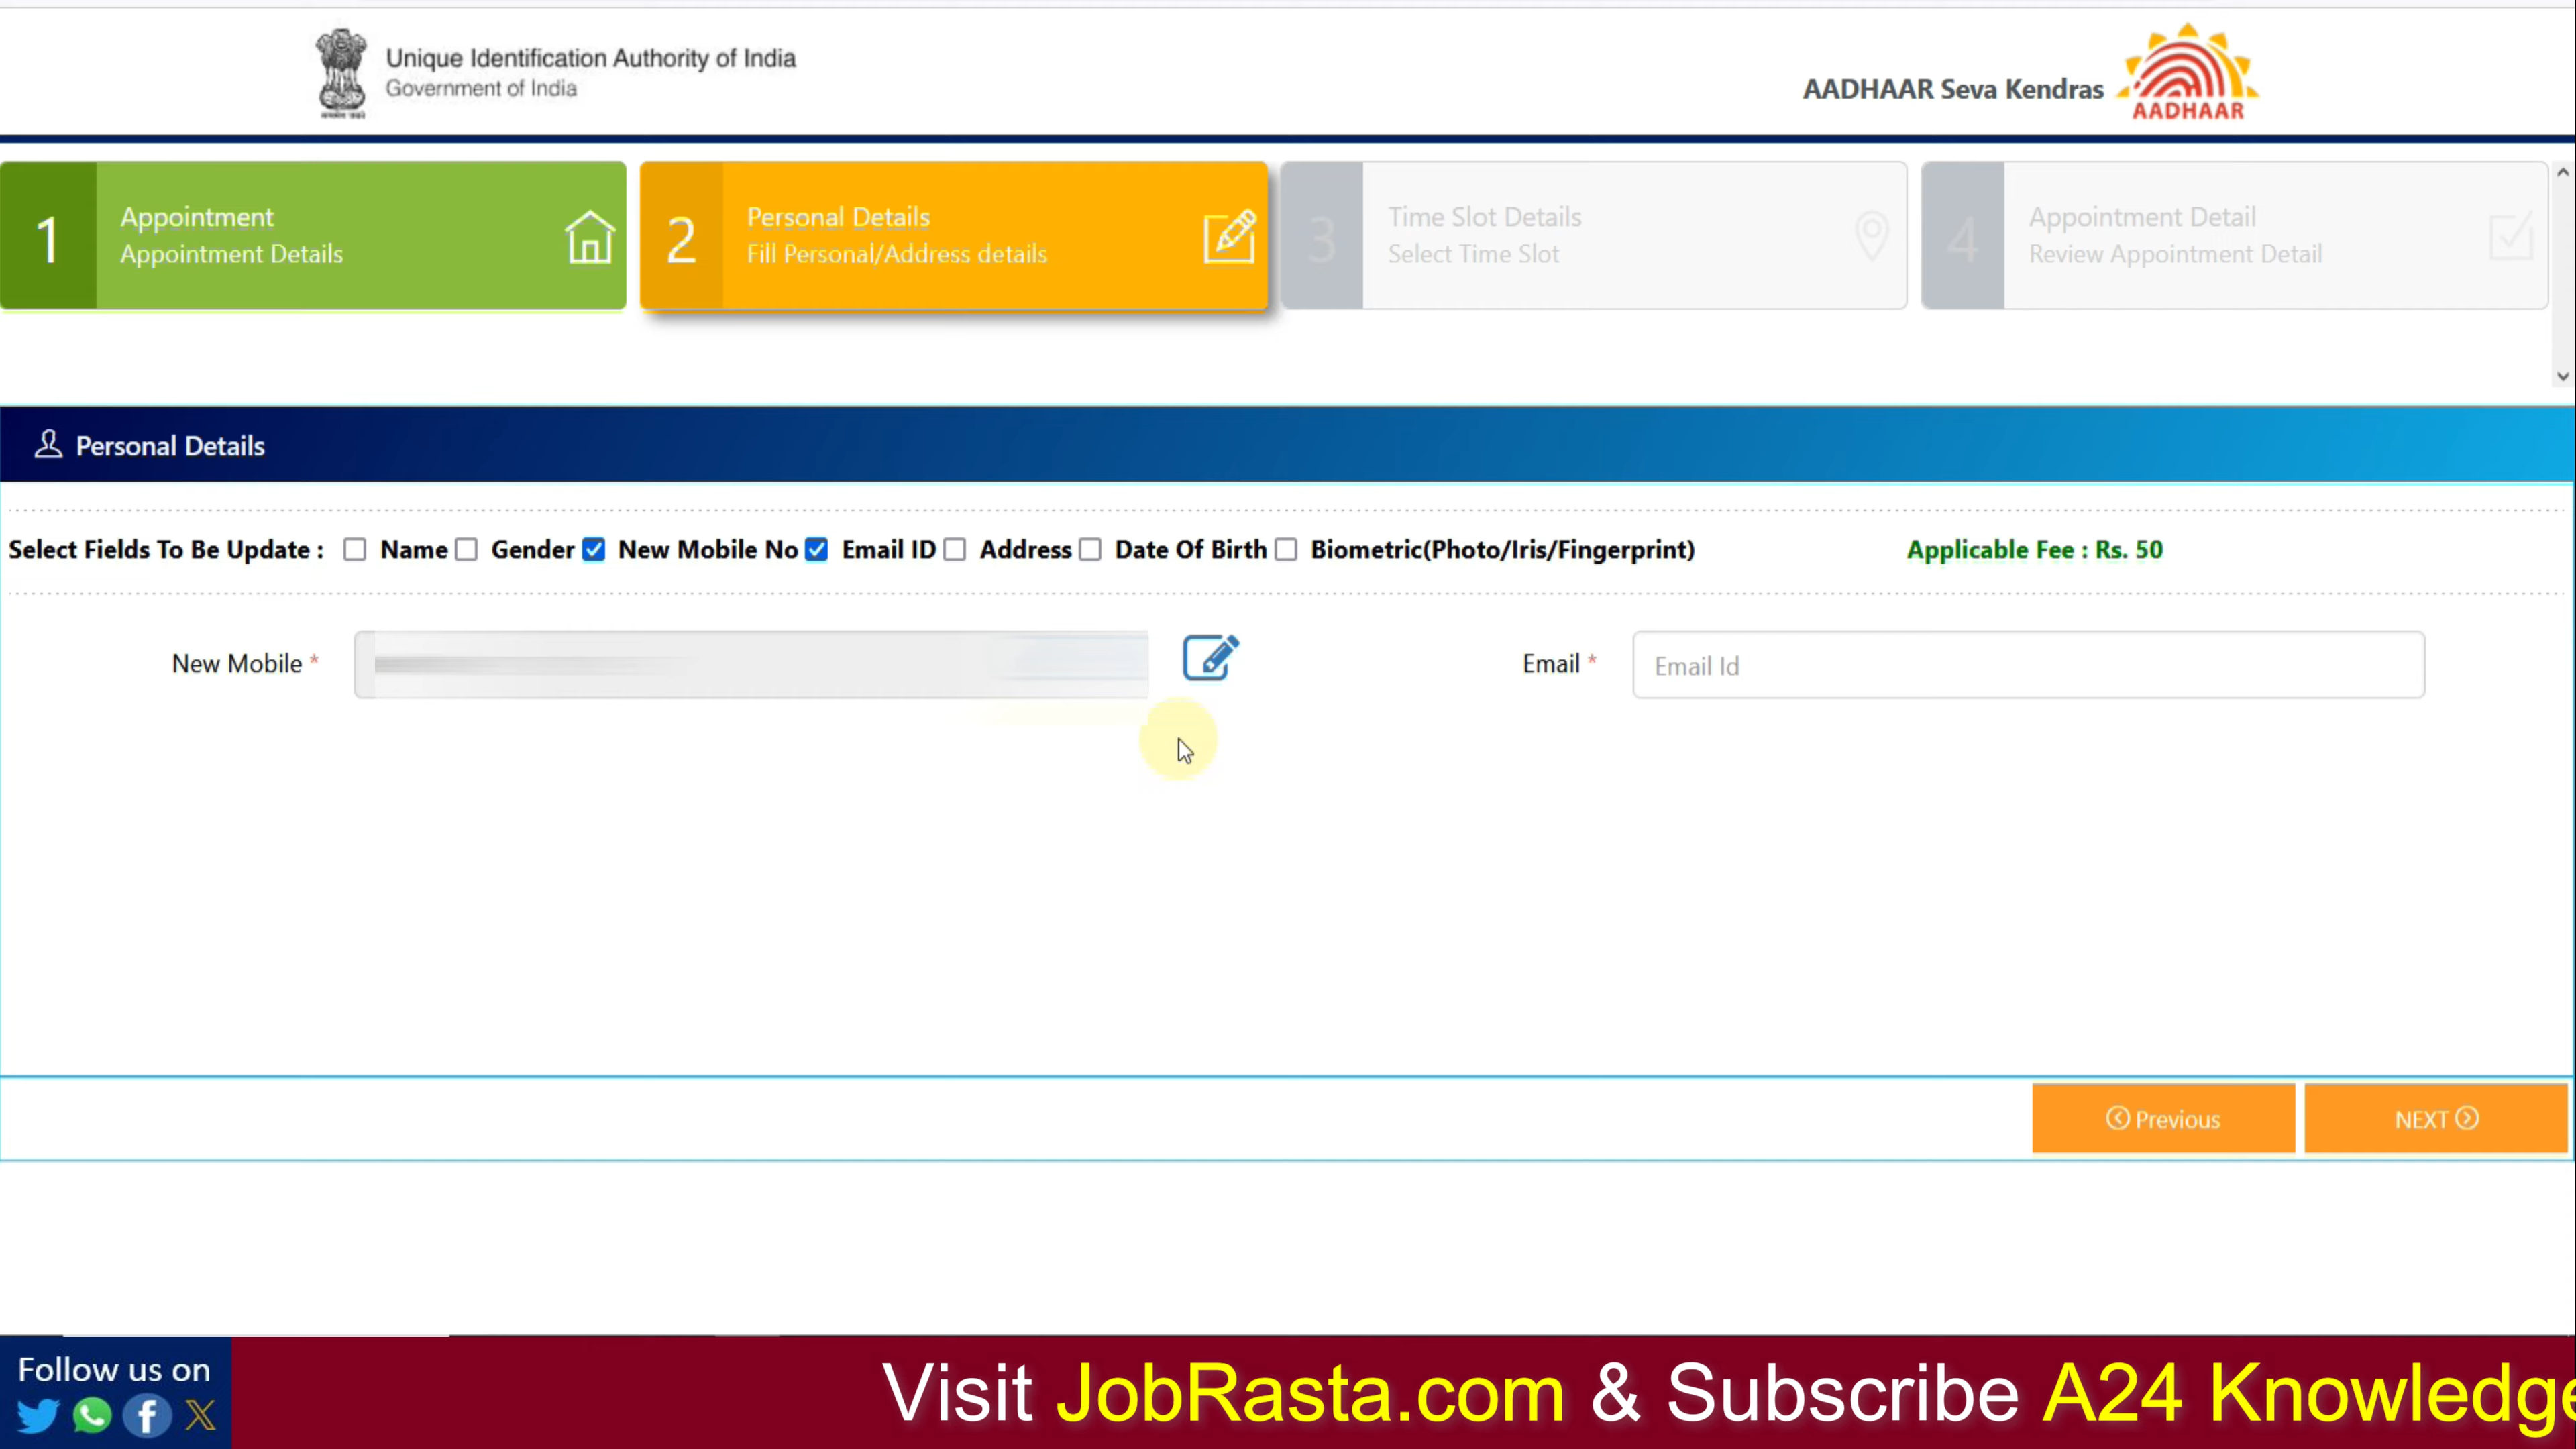 Unique Identification Authority of India
Government of India
AADHAAR Seva Kendras
AADHAAR
1
Appointment
Appointment Details
2
Personal Details
Fill Personal/Address details
3
Time Slot Details
Select Time Slot
4
Appointment Detail
Review Appointment Detail
Personal Details
Select Fields To Be Update : Name Gender New Mobile No Email ID Address Date Of Birth Biometric(Photo/Iris/Fingerprint) Applicable Fee : Rs. 50
New Mobile *
Email * Email Id
Previous NEXT
Follow us on
Visit JobRasta.com & Subscribe A24 Knowledge